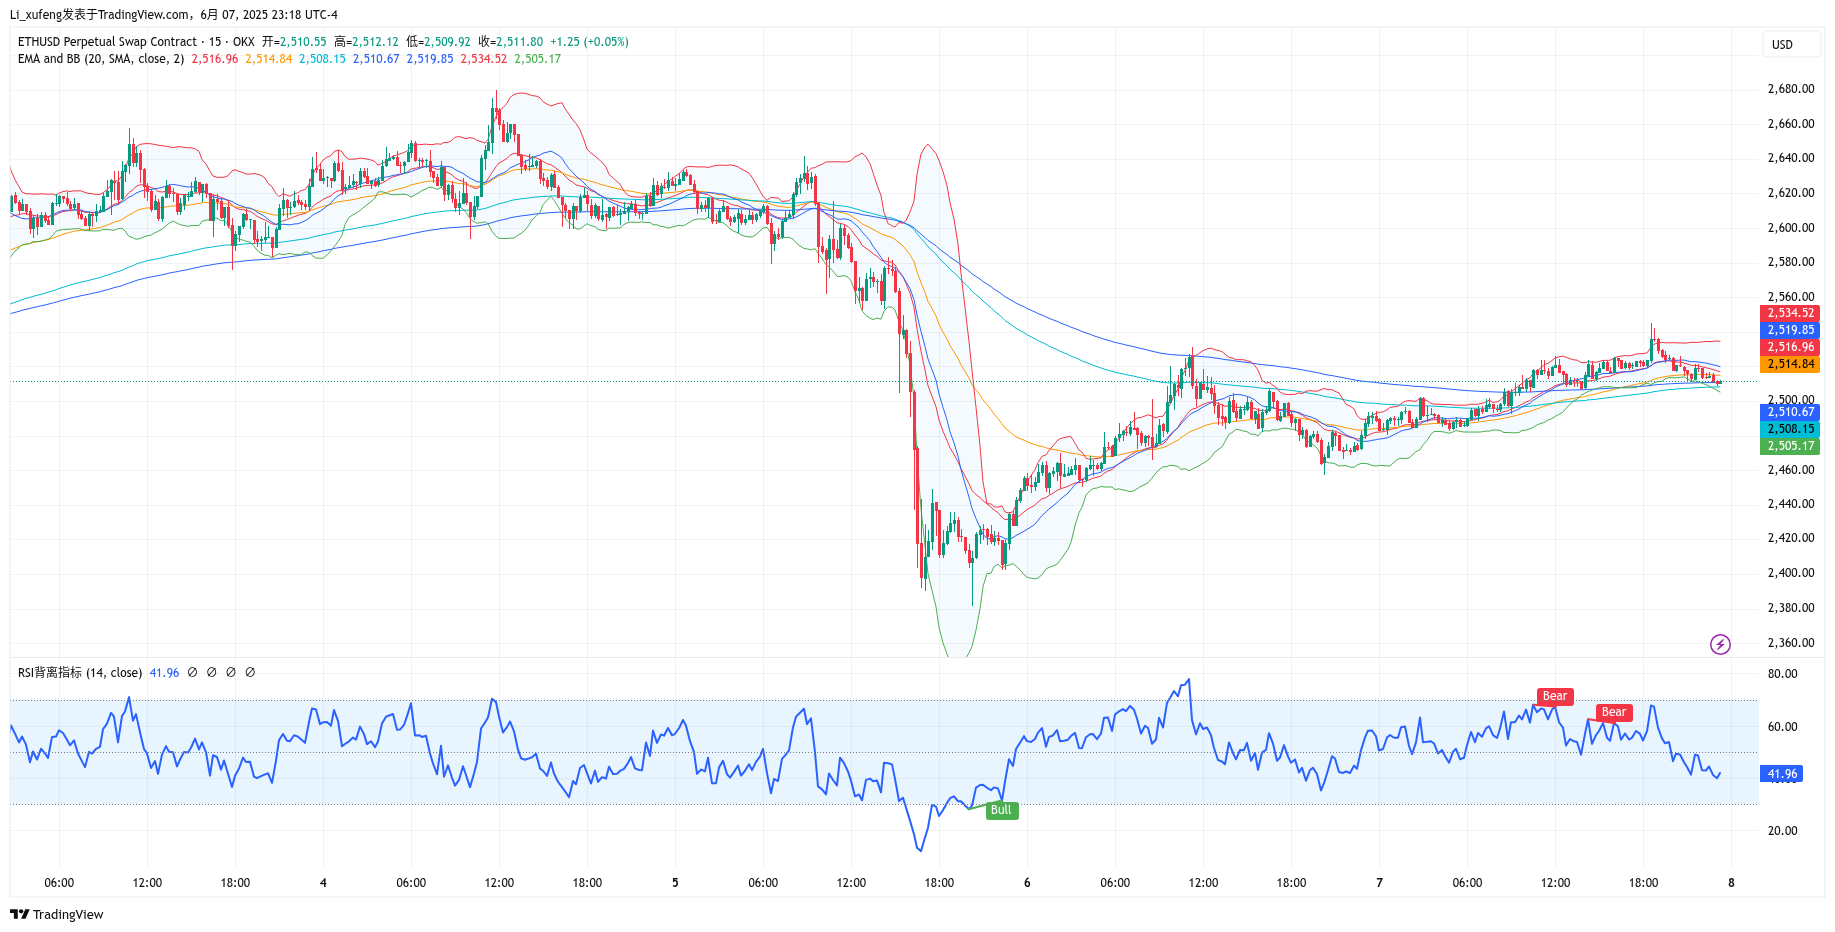 Li_xufeng发表于TradingView.com，6月 07, 2025 23:18 UTC-4
ETHUSD Perpetual Swap Contract · 15 · OKX 开=2,510.55 高=2,512.12 低=2,509.92 收=2,511.80 +1.25 (+0.05%)
USD
EMA and BB (20, SMA, close, 2) 2,516.96 2,514.84 2,508.15 2,510.67 2,519.85 2,534.52 2,505.17
2,680.00
2,660.00
2,640.00
2,620.00
2,600.00
2,580.00
2,560.00
2,534.52
2,519.85
2,516.96
2,514.84
2,500.00
2,510.67
2,508.15
2,505.17
2,460.00
2,440.00
2,420.00
2,400.00
2,380.00
2,360.00
RSI背离指标 (14, close) 41.96 ∅ ∅ ∅ ∅
80.00
Bear
Bear
60.00
41.96
Bull
20.00
06:00 12:00 18:00 4 06:00 12:00 18:00 5 06:00 12:00 18:00 6 06:00 12:00 18:00 7 06:00 12:00 18:00 8
TradingView